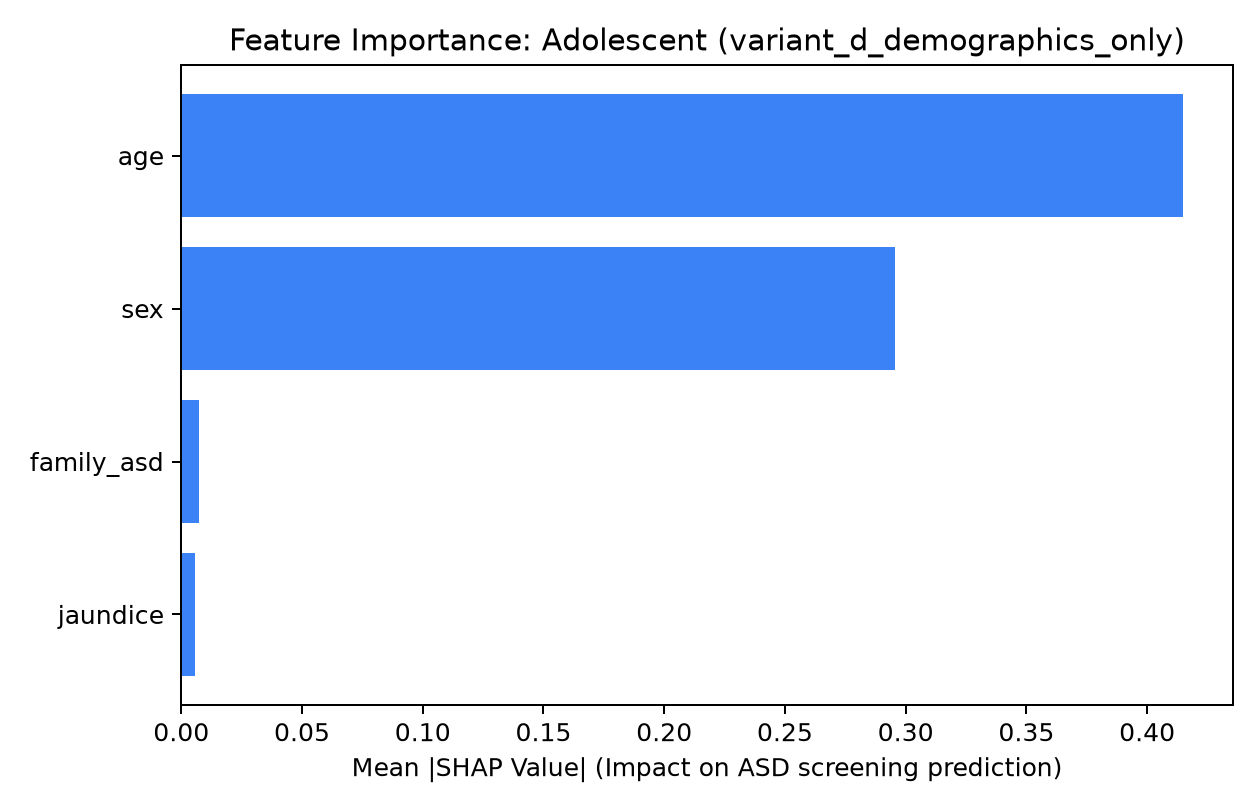 Feature Importance: Adolescent (variant_d_demographics_only)
age
sex
family_asd
jaundice
0.00 0.05 0.10 0.15 0.20 0.25 0.30 0.35 0.40
Mean |SHAP Value| (Impact on ASD screening prediction)